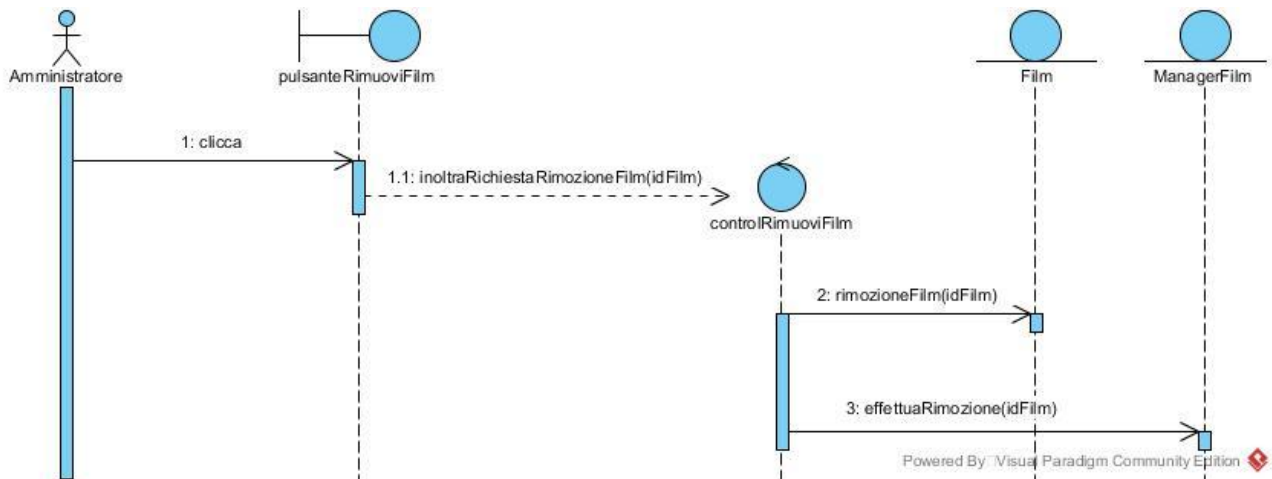 Amministratore
pulsanteRimuoviFilm
Film
ManagerFilm
1: clicca
1.1: inoltraRichiestaRimozioneFilm(idFilm)
controlRimuoviFilm
2: rimozioneFilm(idFilm)
3: effettuaRimozione(idFilm)
Powered By Visual Paradigm Community Edition